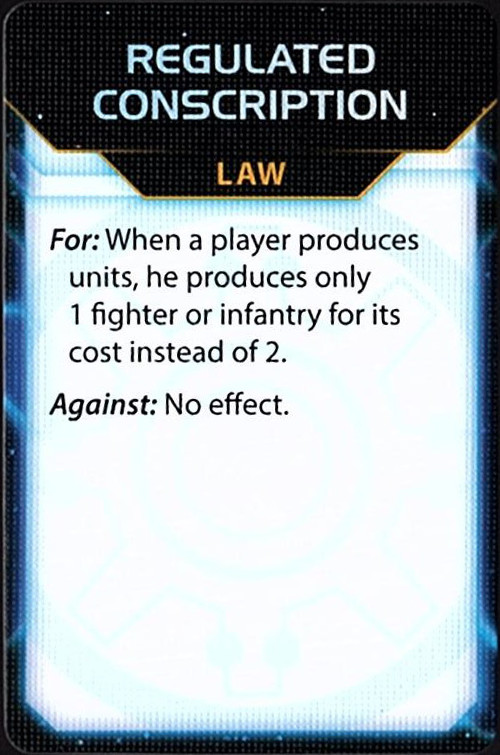 REGULATED
CONSCRIPTION
LAW
For: When a player produces
units, he produces only
1 fighter or infantry for its
cost instead of 2.
Against: No effect.